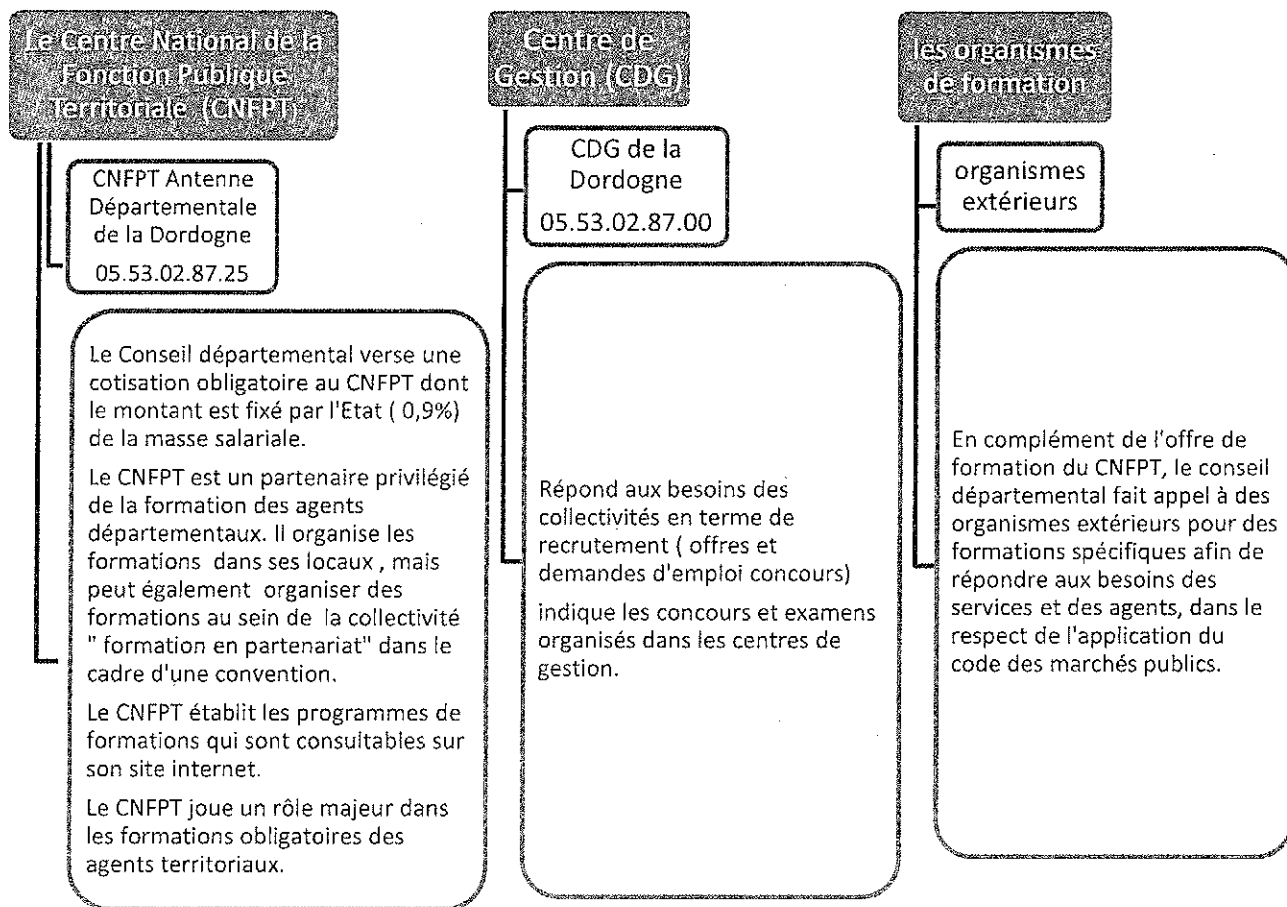 Le Centre National de la
Fonction Publique
Territoriale (CNFPT)
CNFPT Antenne
Départementale
de la Dordogne
05.53.02.87.25
Le Conseil départemental verse une
cotisation obligatoire au CNFPT dont
le montant est fixé par l'Etat ( 0,9%)
de la masse salariale.
Le CNFPT est un partenaire privilégié
de la formation des agents
départementaux. Il organise les
formations dans ses locaux , mais
peut également organiser des
formations au sein de la collectivité
" formation en partenariat" dans le
cadre d'une convention.
Le CNFPT établit les programmes de
formations qui sont consultables sur
son site internet.
Le CNFPT joue un rôle majeur dans
les formations obligatoires des
agents territoriaux.
Centre de
Gestion (CDG)
CDG de la
Dordogne
05.53.02.87.00
Répond aux besoins des
collectivités en terme de
recrutement ( offres et
demandes d'emploi concours)
indique les concours et examens
organisés dans les centres de
gestion.
les organismes
de formation
organismes
extérieurs
En complément de l'offre de
formation du CNFPT, le conseil
départemental fait appel à des
organismes extérieurs pour des
formations spécifiques afin de
répondre aux besoins des
services et des agents, dans le
respect de l'application du
code des marchés publics.